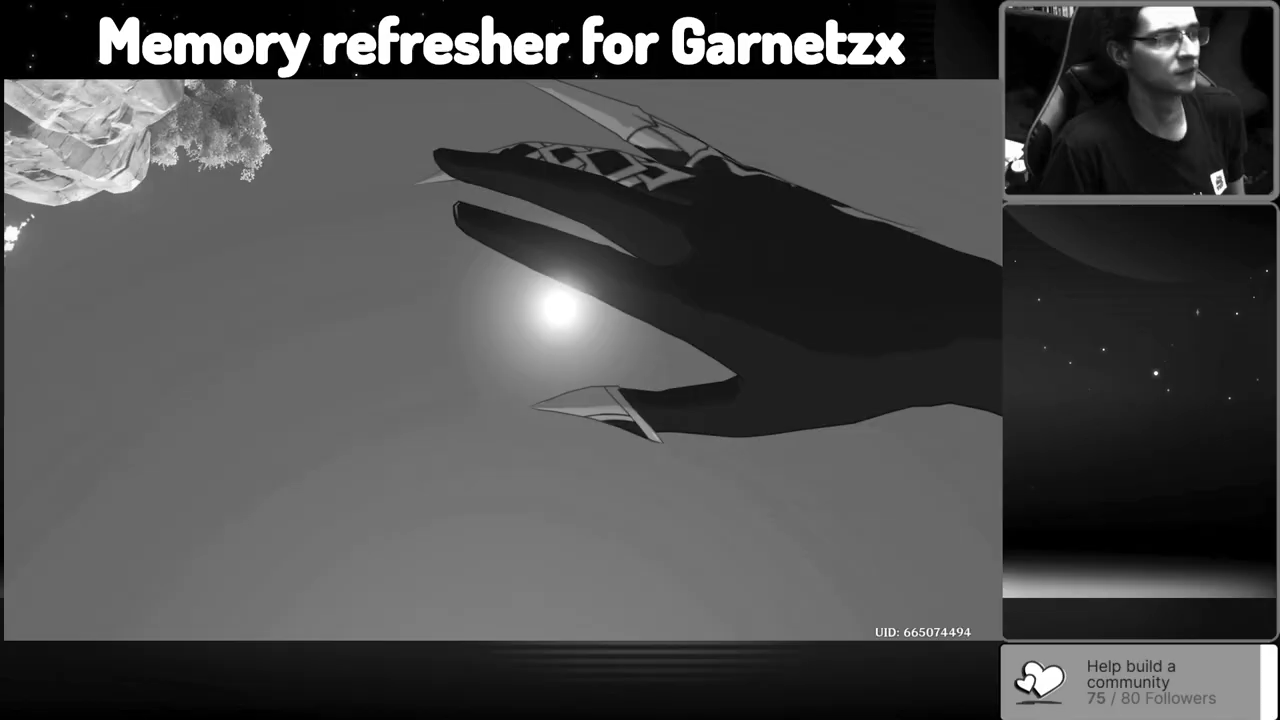 Memory refresher for Garnetzx
UID: 665074494
Help build a
community
75 / 80 Followers